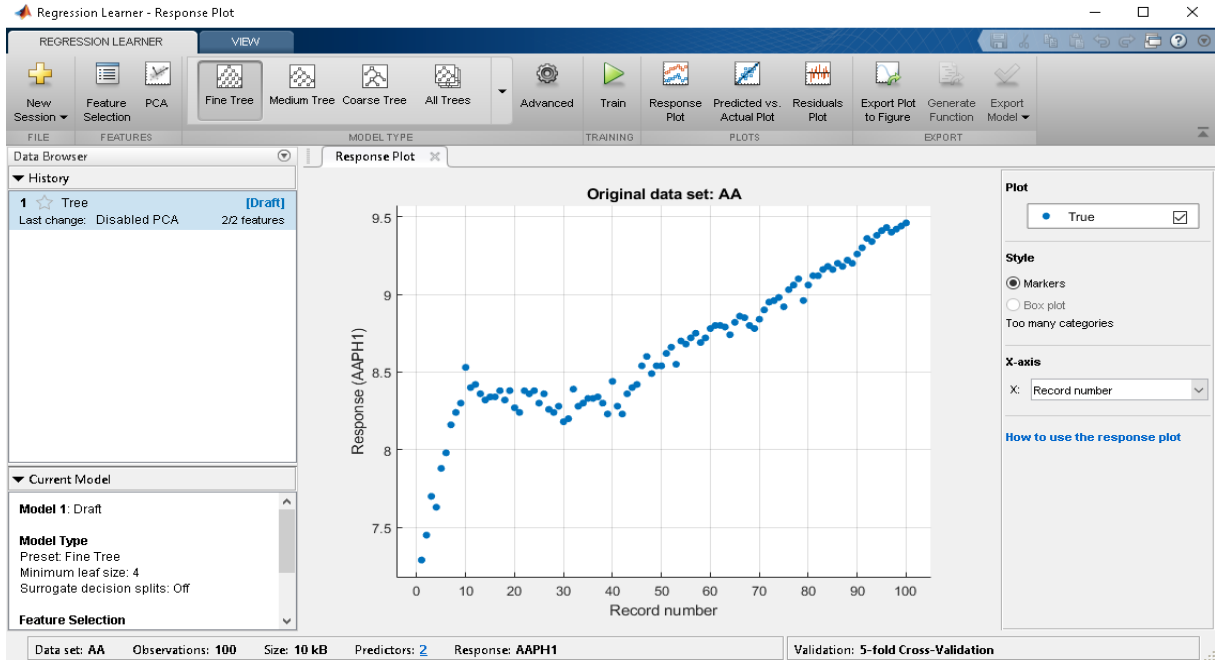 Regression Learner - Response Plot
REGRESSION LEARNER VIEW
New Session
Feature Selection
PCA
Fine Tree
Medium Tree
Coarse Tree
All Trees
Advanced
Train
Response Plot
Predicted vs. Actual Plot
Residuals Plot
Export Plot to Figure
Generate Function
Export Model
FILE FEATURES MODEL TYPE TRAINING PLOTS EXPORT
Data Browser
History
1 Tree [Draft]
Last change: Disabled PCA 2/2 features
Current Model
Model 1: Draft
Model Type
Preset: Fine Tree
Minimum leaf size: 4
Surrogate decision splits: Off
Feature Selection
Response Plot
Original data set: AA
Response (AAPH1)
9.5
9
8.5
8
7.5
0 10 20 30 40 50 60 70 80 90 100
Record number
Plot
True
Style
Markers
Box plot
Too many categories
X-axis
X: Record number
How to use the response plot
Data set: AA Observations: 100 Size: 10 kB Predictors: 2 Response: AAPH1 Validation: 5-fold Cross-Validation